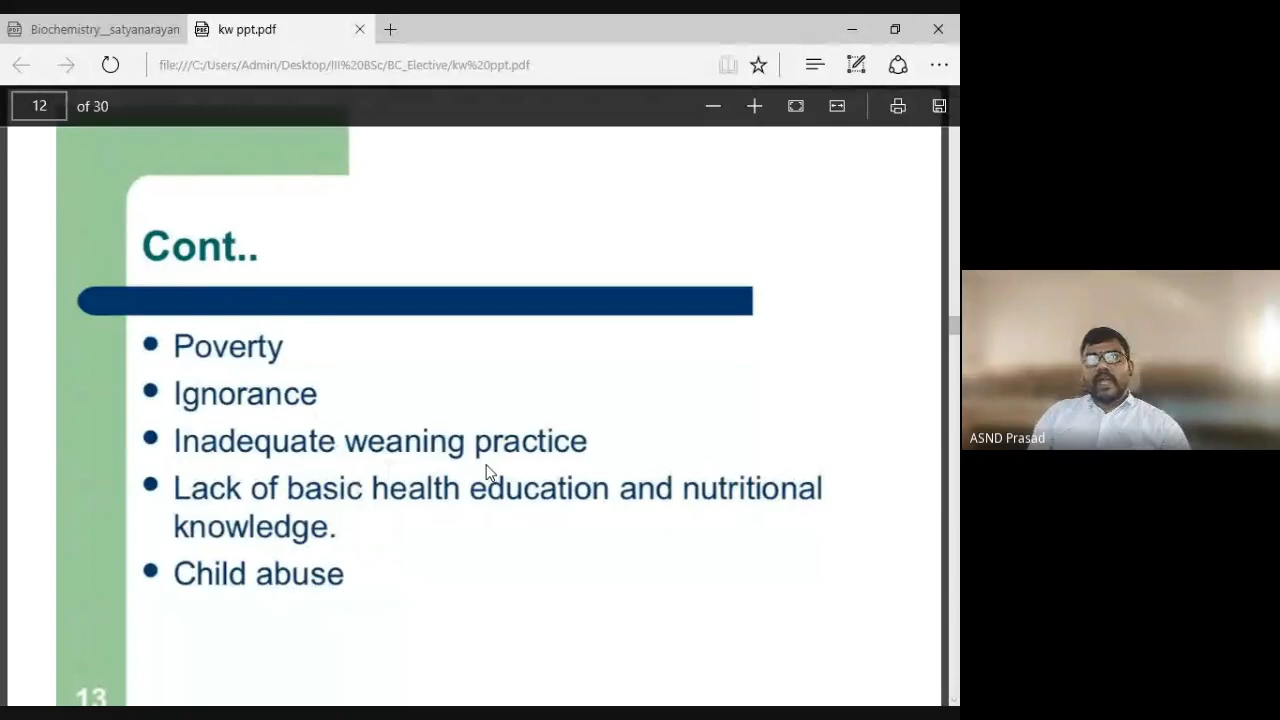 Biochemistry__satyanarayan
kw ppt.pdf
file:///C:/Users/Admin/Desktop/III%20BSc/BC_Elective/kw%20ppt.pdf
12 of 30
Cont..
Poverty
Ignorance
Inadequate weaning practice
Lack of basic health education and nutritional
knowledge.
Child abuse
13
ASND Prasad